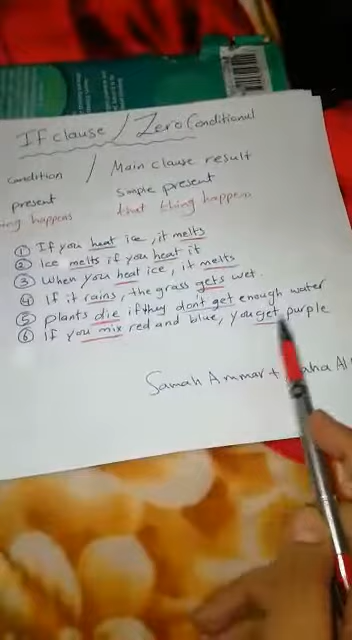 If clause / Zero Conditional
condition / Main clause result
present simple present
happens that thing happens
① If you heat ice, it melts
② Ice melts if you heat it
③ When you heat ice, it melts
④ If it rains, the grass gets wet.
⑤ plants die if they dont get enough water
⑥ If you mix red and blue, you get purple
Samah Ammar +